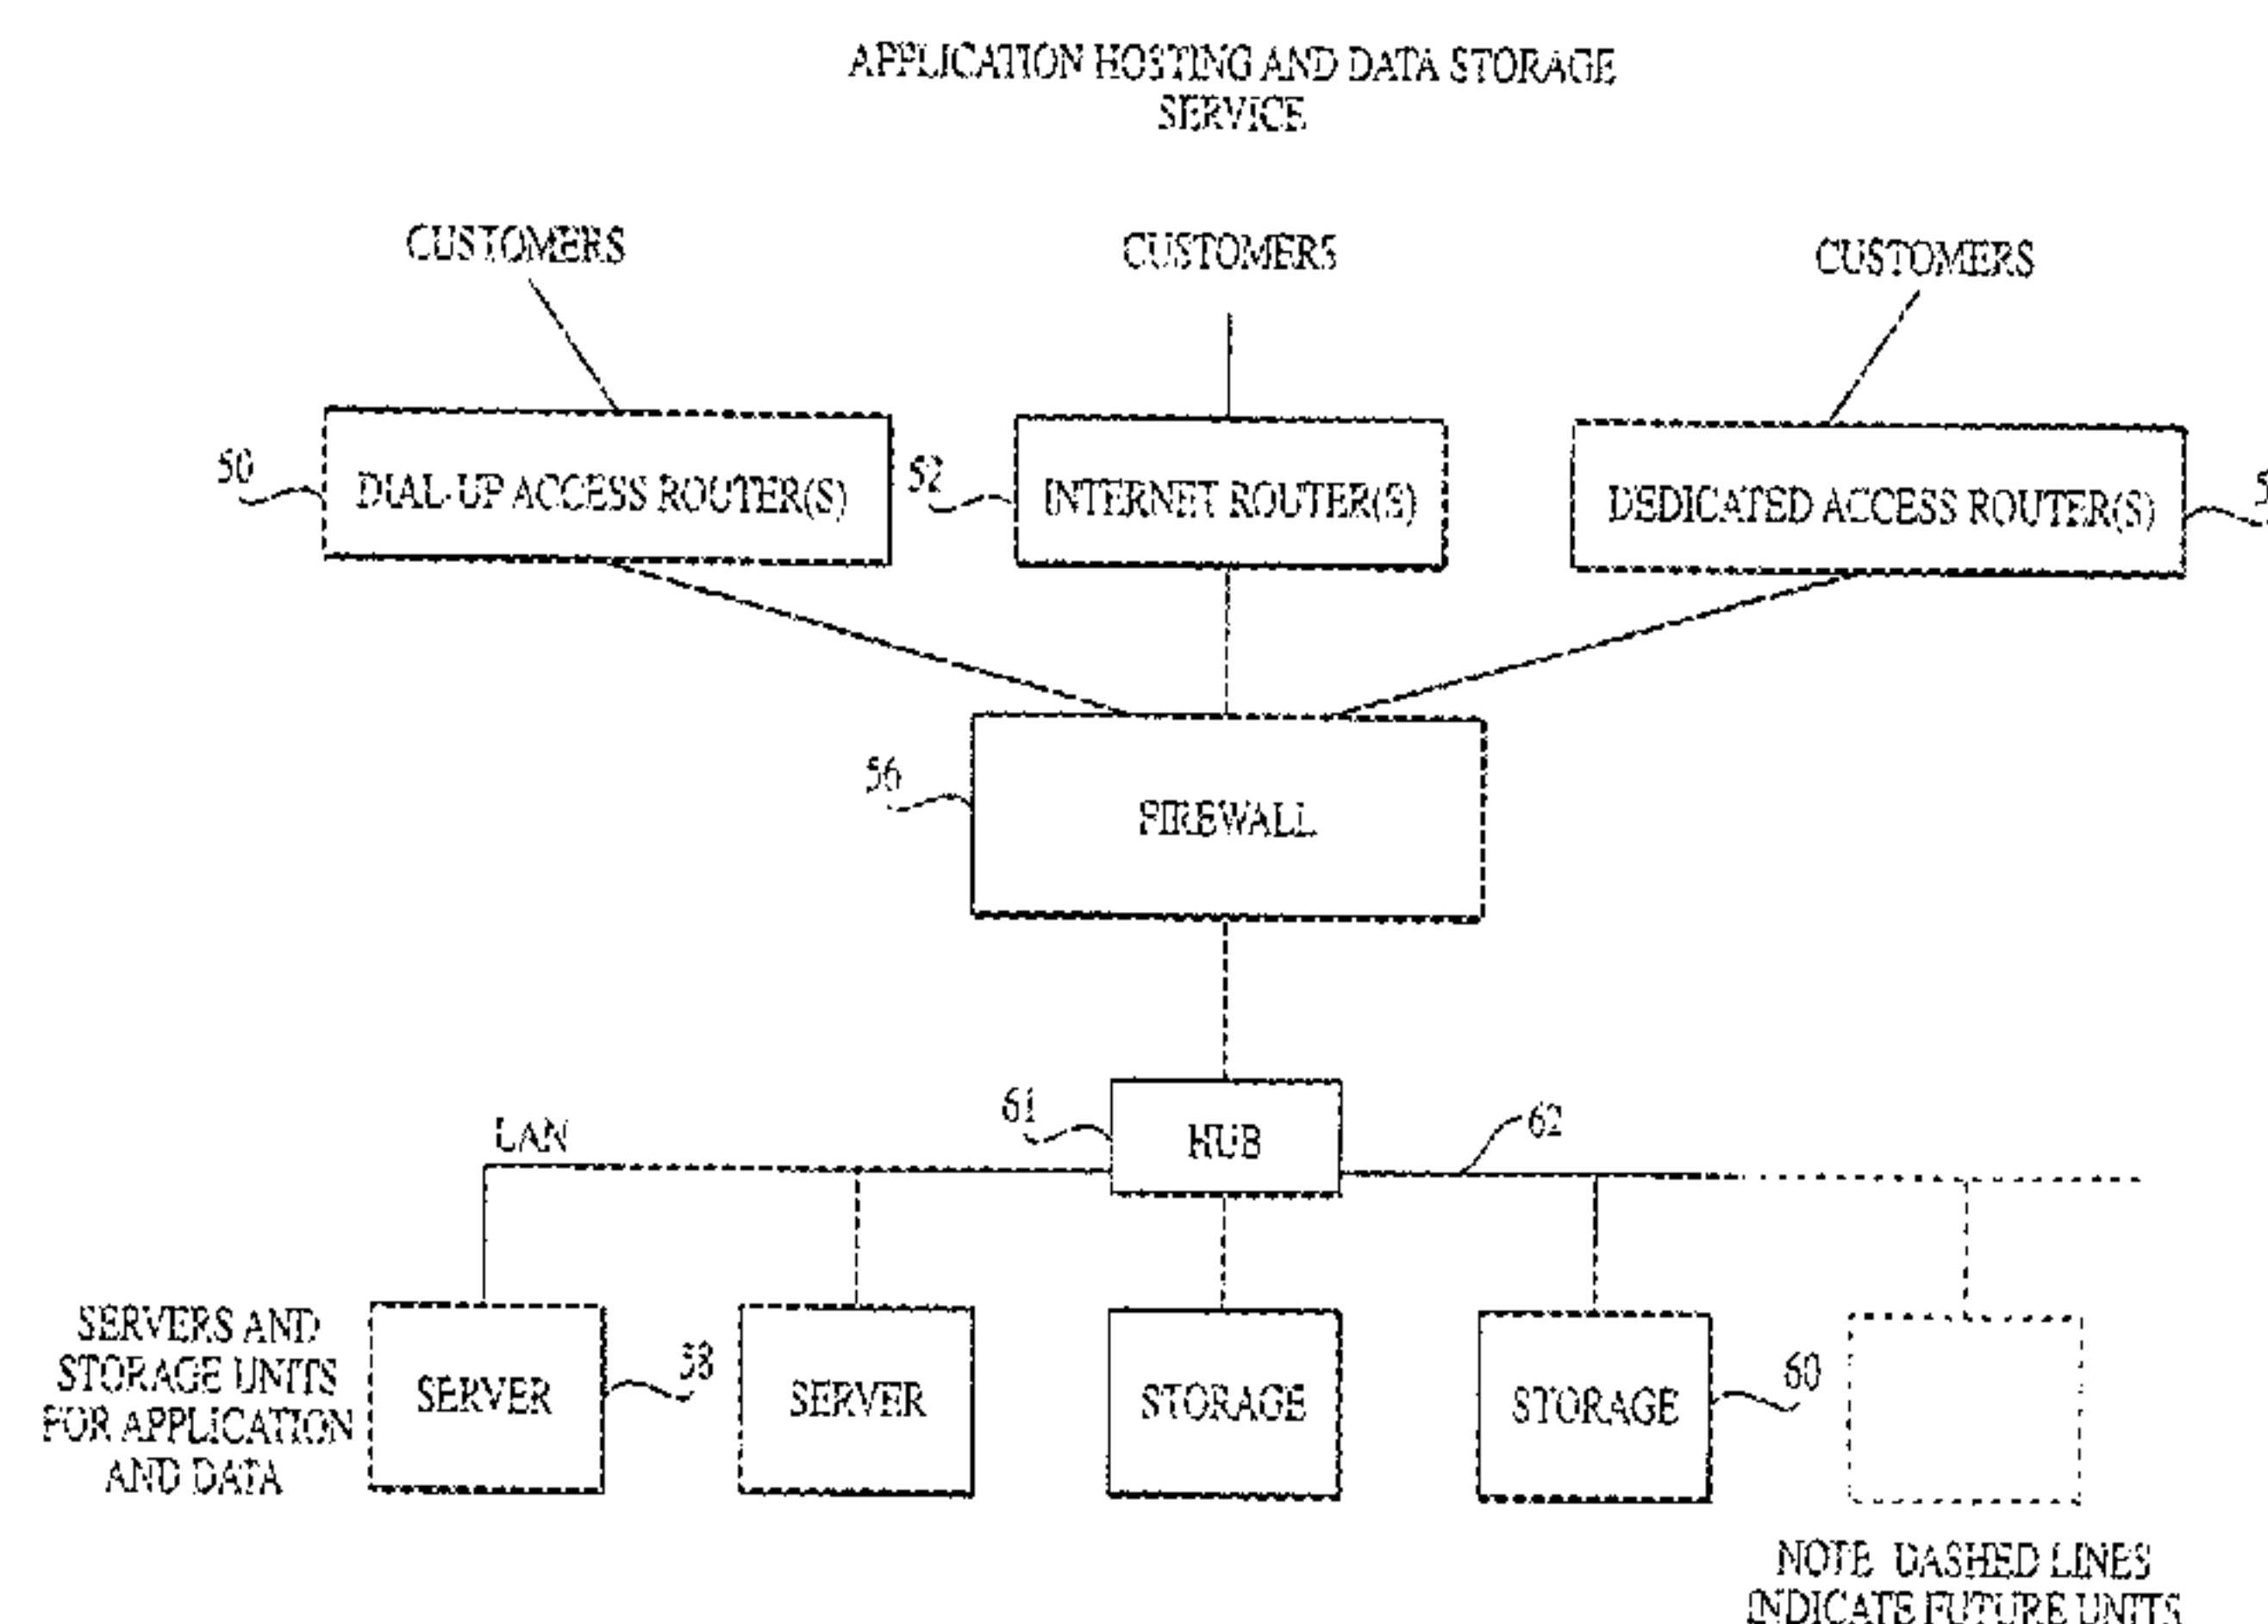 APPLICATION HOSTING AND DATA STORAGE
SERVICE
CUSTOMERS
CUSTOMERS
CUSTOMERS
50
DIAL-UP ACCESS ROUTER(S)
52
INTERNET ROUTER(S)
DEDICATED ACCESS ROUTER(S)
56
FIREWALL
61
HUB
62
LAN
SERVERS AND
STORAGE UNITS
FOR APPLICATION
AND DATA
SERVER
58
SERVER
STORAGE
STORAGE
60
NOTE DASHED LINES
INDICATE FUTURE UNITS